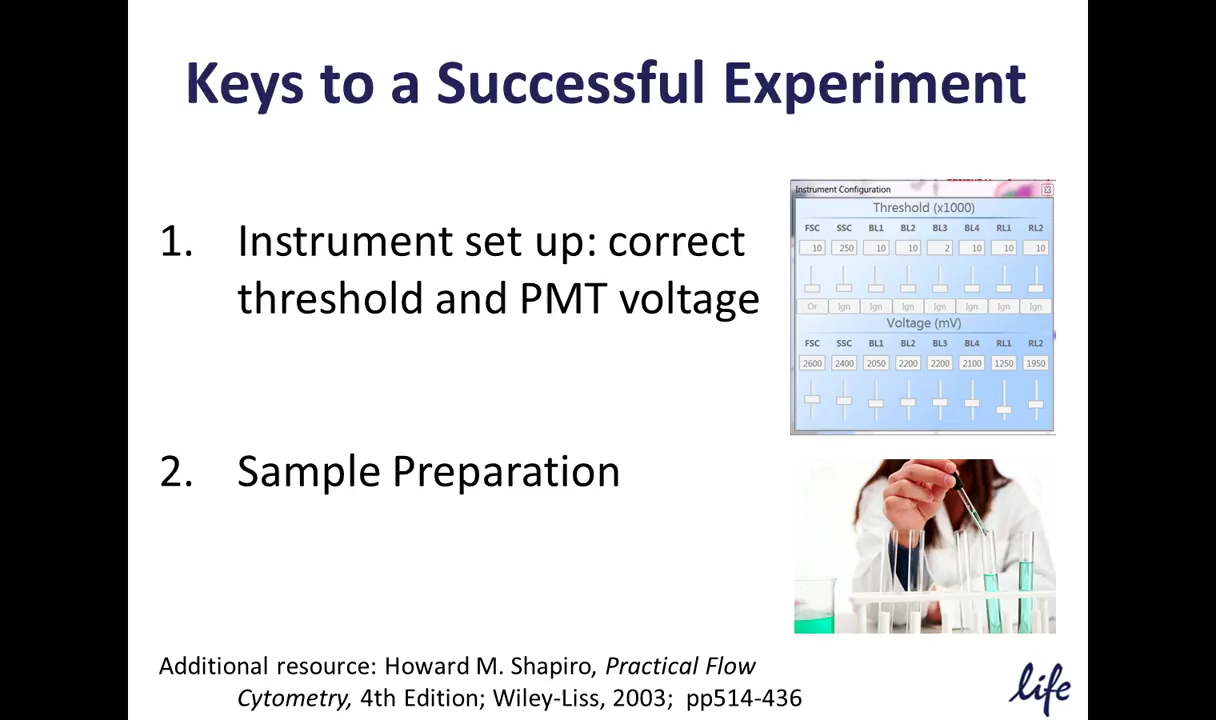 Keys to a Successful Experiment
1. Instrument set up: correct
threshold and PMT voltage
Instrument Configuration
Threshold (x1000)
FSC SSC BL1 BL2 BL3 BL4 RL1 RL2
10 250 10 10 2 10 10 10
Or Ign Ign Ign Ign Ign Ign Ign
Voltage (mV)
FSC SSC BL1 BL2 BL3 BL4 RL1 RL2
2600 2400 2050 2200 2200 2100 1250 1950
2. Sample Preparation
Additional resource: Howard M. Shapiro, Practical Flow
Cytometry, 4th Edition; Wiley-Liss, 2003; pp514-436
life